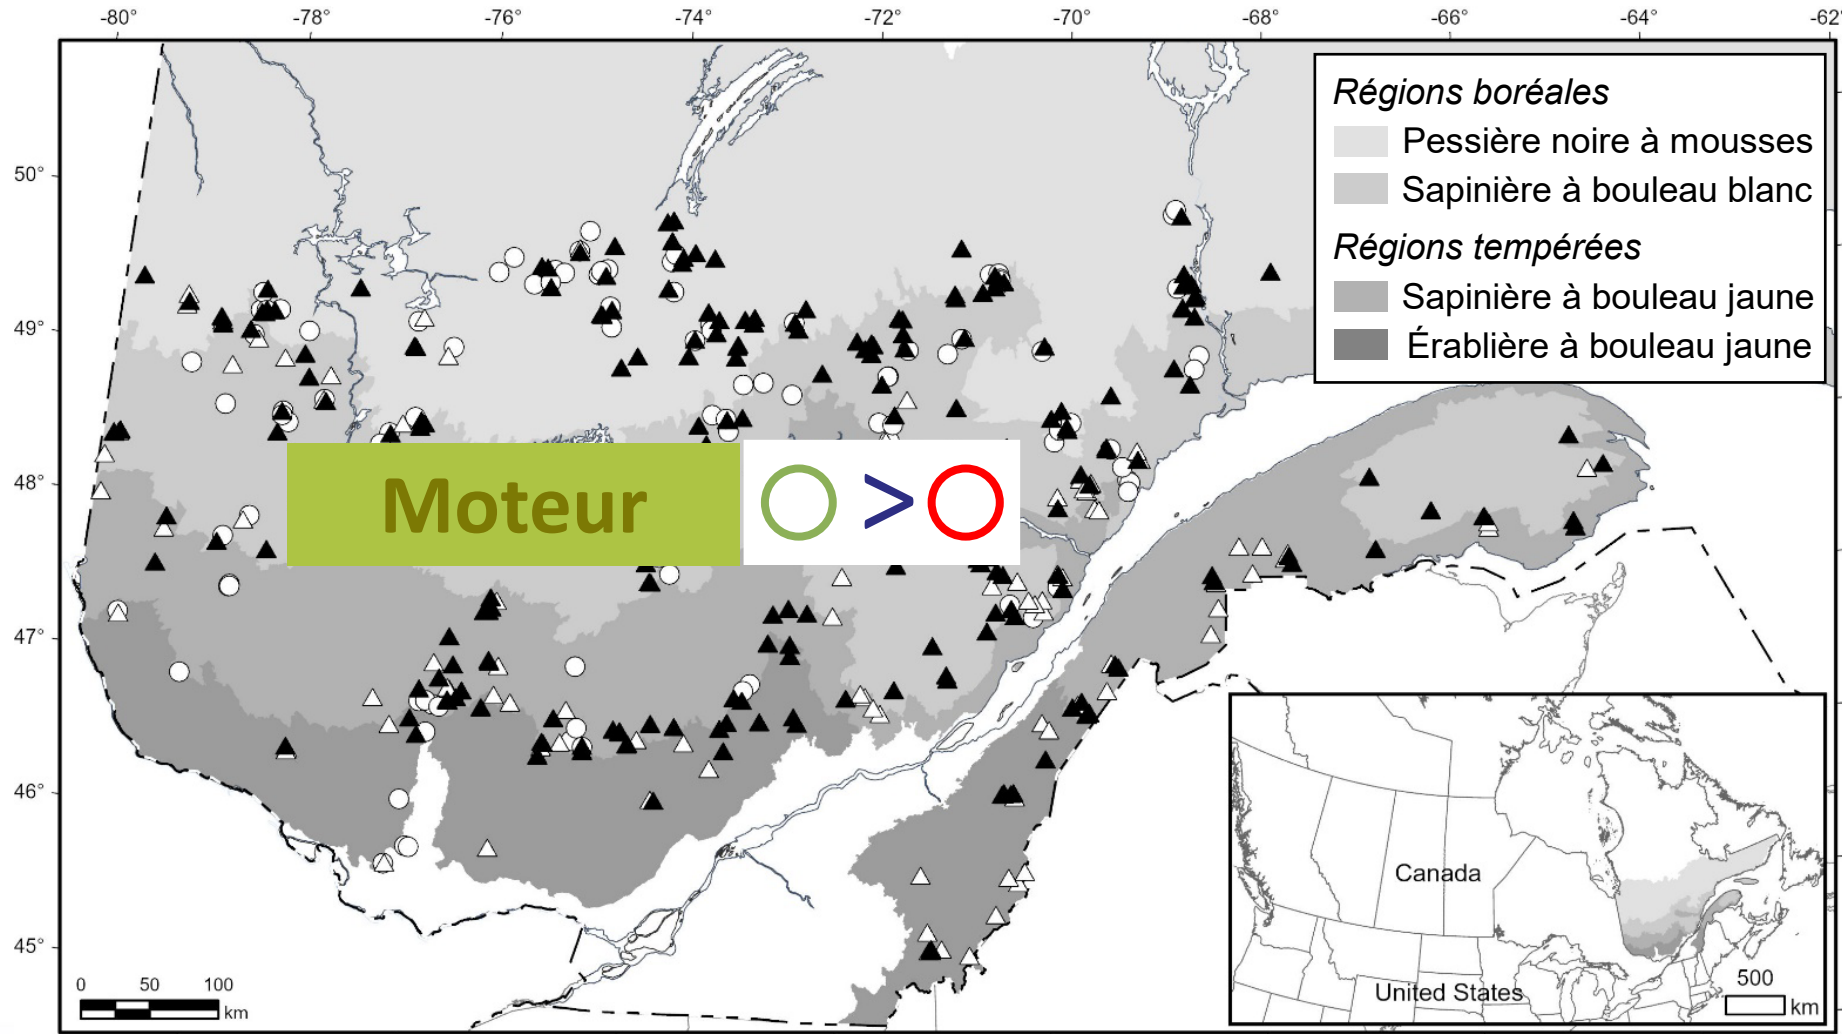 -80° -78° -76° -74° -72° -70° -68° -66° -64° -62°
Régions boréales
Pessière noire à mousses
Sapinière à bouleau blanc
Régions tempérées
Sapinière à bouleau jaune
Érablière à bouleau jaune
50°
49°
48°
47°
46°
45°
Moteur >
0 50 100
km
Canada
United States
500
km